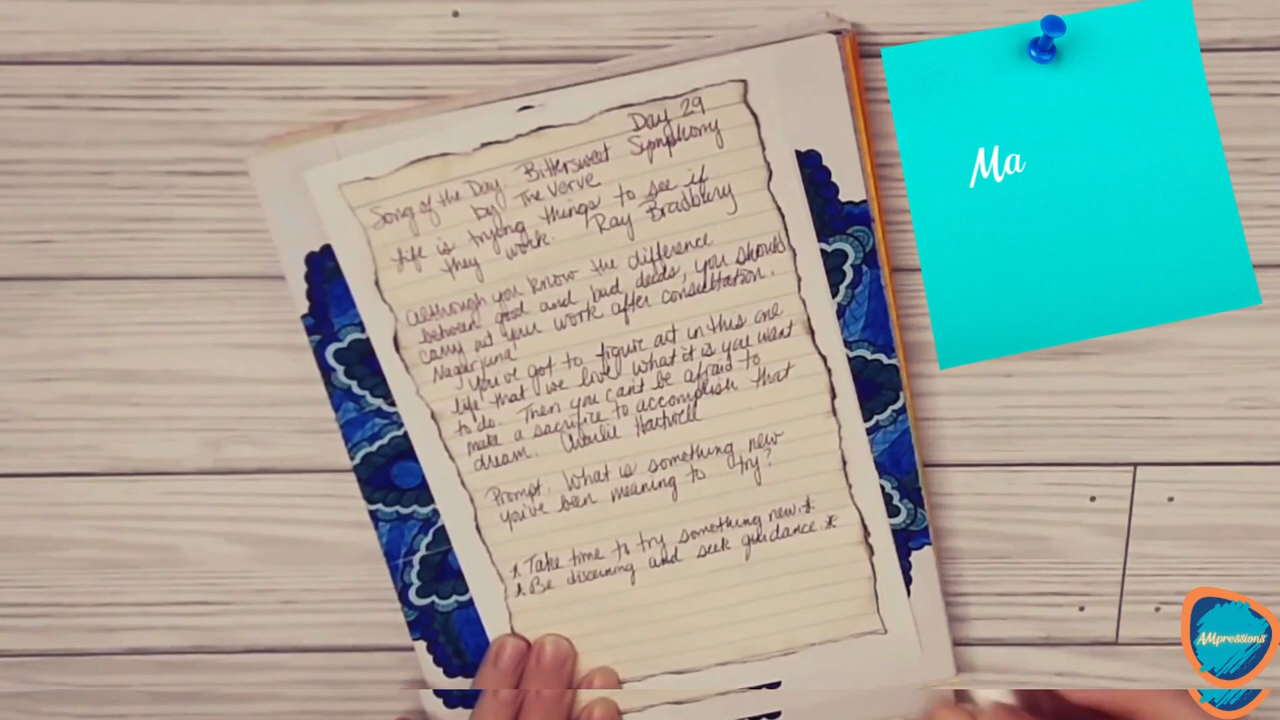 Day 29
Song of the Day: Bittersweet Symphony
by The Verve
Life is trying things to see if
they work. Ray Bradbury
Although you know the difference
between good and bad deeds, you should
carry out your work after consultation.
Nagarjuna
You've got to figure out in this one
life that we live, what it is you want
to do. Then you can't be afraid to
make a sacrifice to accomplish that
dream. Charlie Hartwell
Prompt: What is something new
you've been meaning to try?
*Take time to try something new.*
*Be discerning and seek guidance.*
Ma
AMpressions